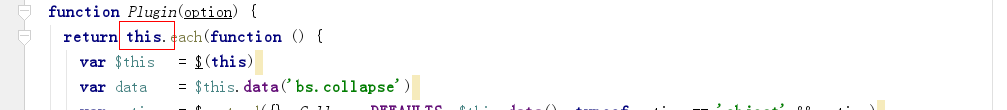 function Plugin(option) {
return this.each(function () {
var $this = $(this)
var data = $this.data('bs.collapse')